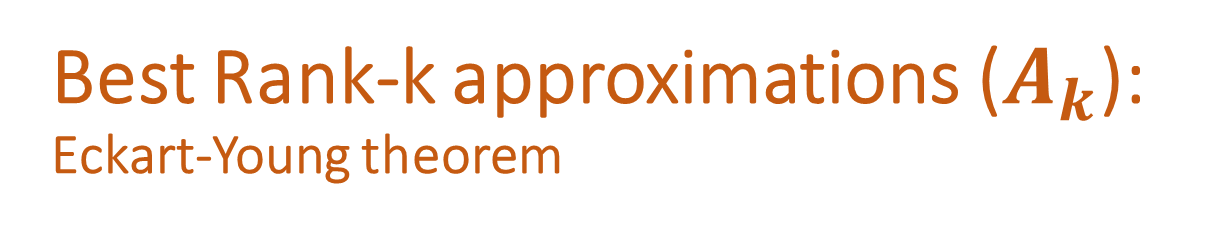 Best Rank-k approximations (𝑨ₖ):
Eckart-Young theorem